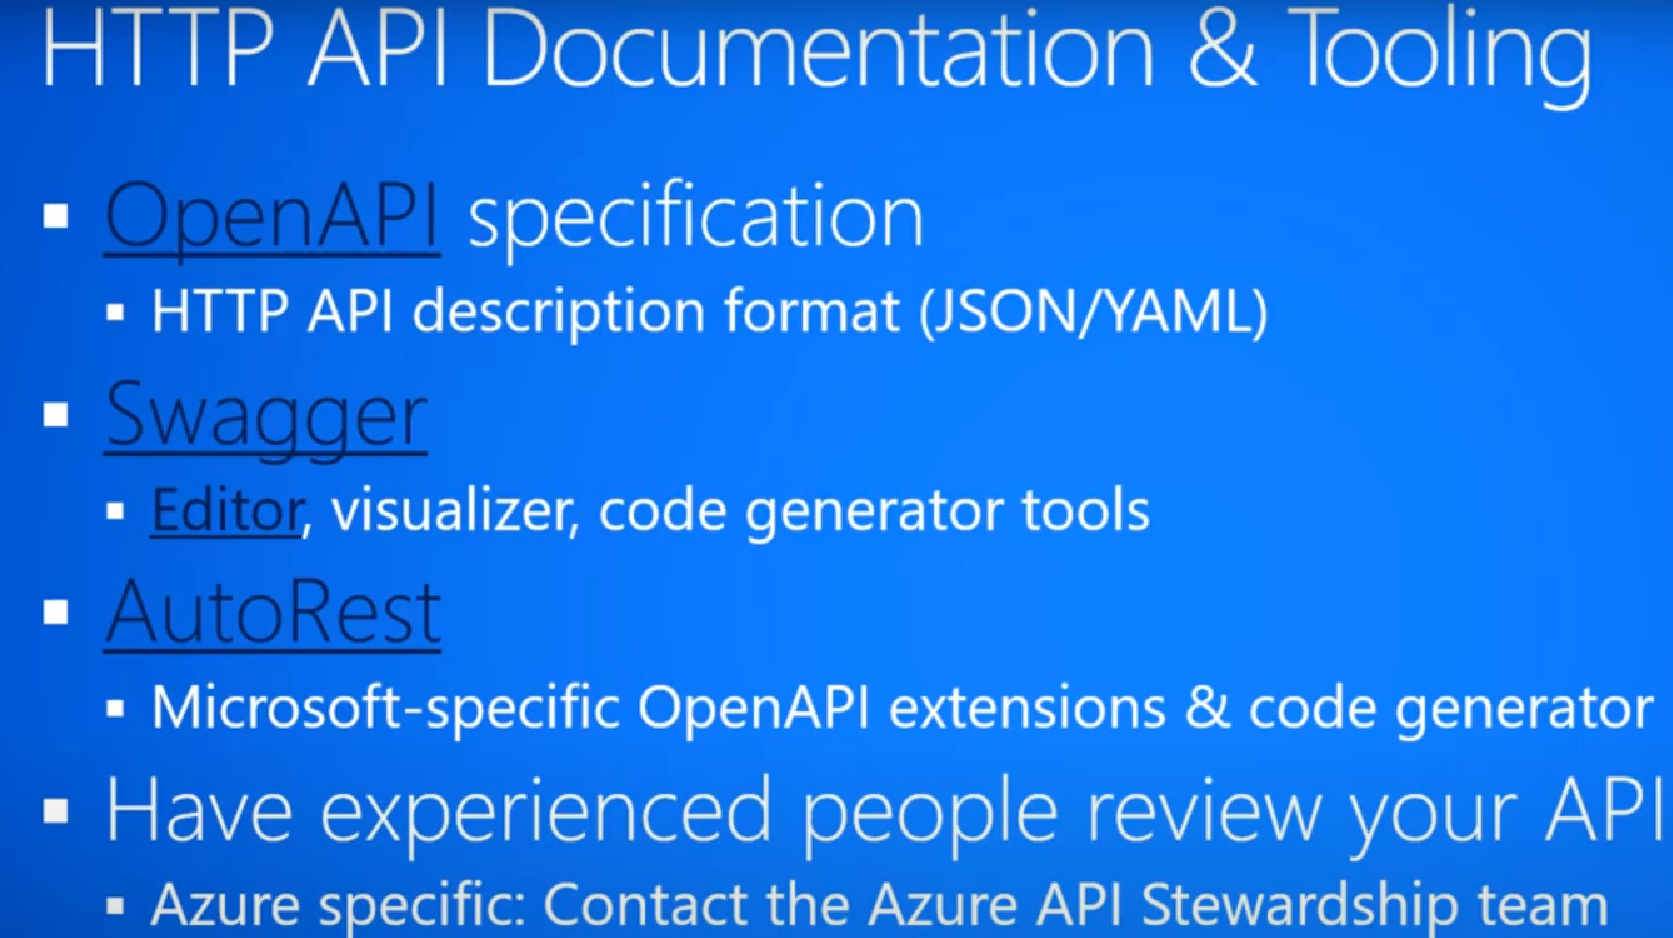 HTTP API Documentation & Tooling
OpenAPI specification
HTTP API description format (JSON/YAML)
Swagger
Editor, visualizer, code generator tools
AutoRest
Microsoft-specific OpenAPI extensions & code generator
Have experienced people review your API
Azure specific: Contact the Azure API Stewardship team